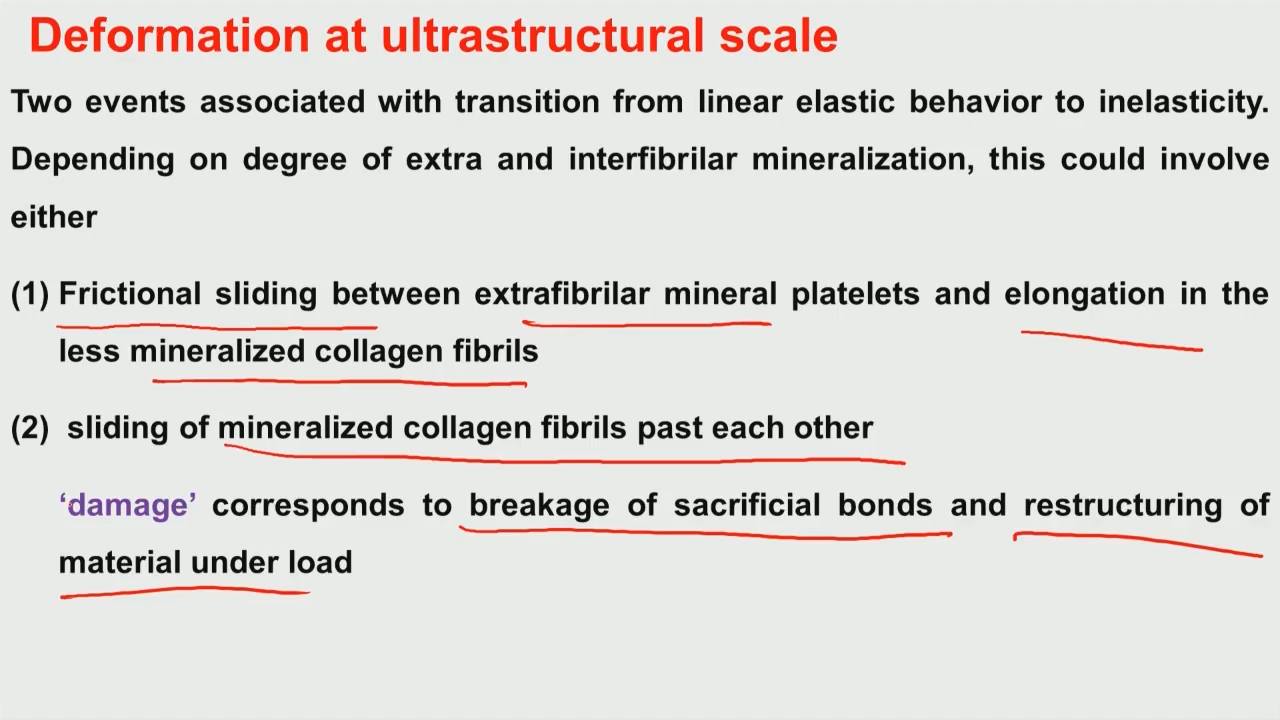 Deformation at ultrastructural scale
Two events associated with transition from linear elastic behavior to inelasticity.
Depending on degree of extra and interfibrilar mineralization, this could involve
either
(1) Frictional sliding between extrafibrilar mineral platelets and elongation in the
less mineralized collagen fibrils
(2) sliding of mineralized collagen fibrils past each other
‘damage’ corresponds to breakage of sacrificial bonds and restructuring of
material under load